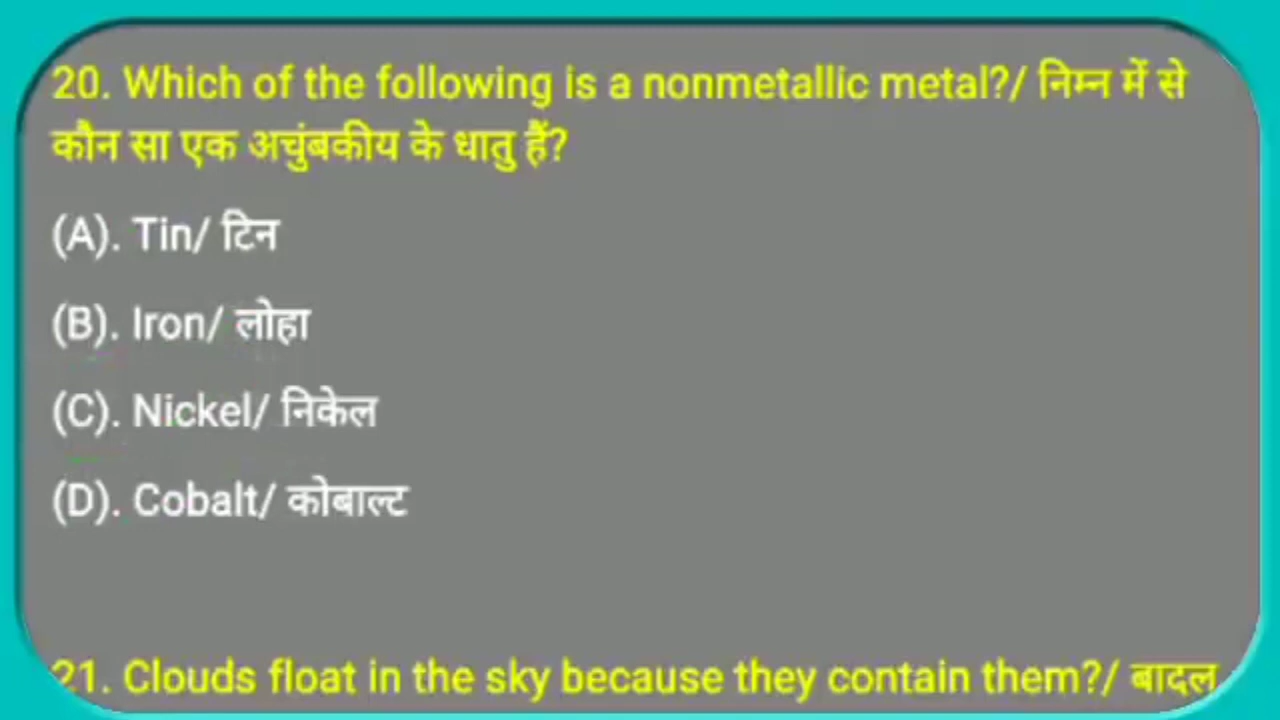 20. Which of the following is a nonmetallic metal?/ निम्न में से
कौन सा एक अचुंबकीय के धातु हैं?
(A). Tin/ टिन
(B). Iron/ लोहा
(C). Nickel/ निकेल
(D). Cobalt/ कोबाल्ट
21. Clouds float in the sky because they contain them?/ बादल